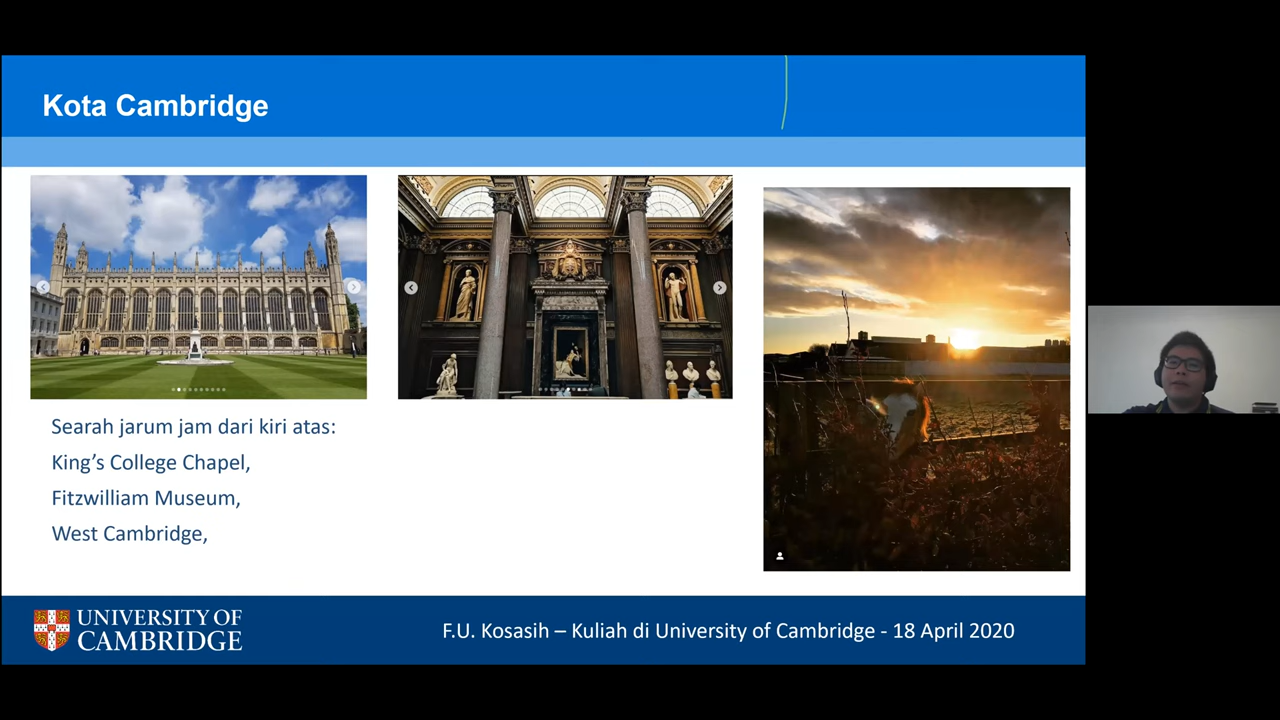 Kota Cambridge
Searah jarum jam dari kiri atas:
King's College Chapel,
Fitzwilliam Museum,
West Cambridge,
UNIVERSITY OF
CAMBRIDGE
F.U. Kosasih – Kuliah di University of Cambridge - 18 April 2020